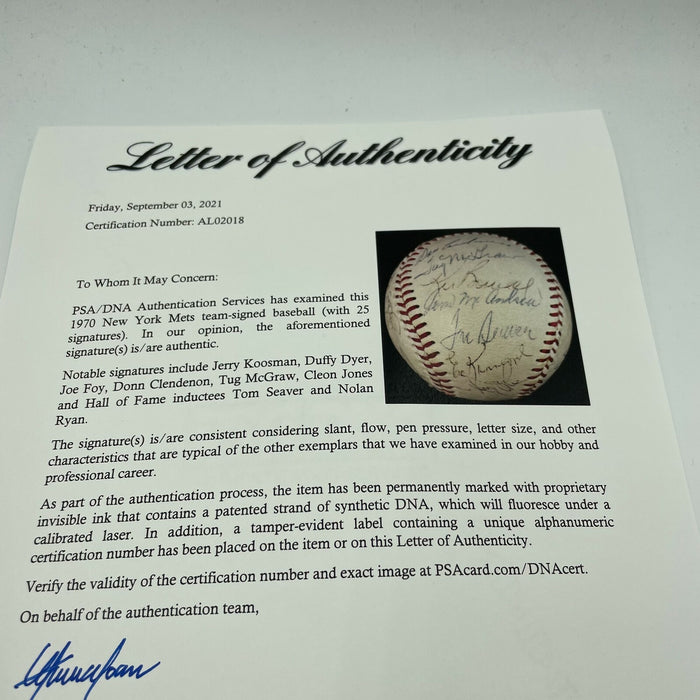 Letter of Authenticity
Friday, September 03, 2021
Certification Number: AL02018
To Whom It May Concern:
PSA/DNA Authentication Services has examined this
1970 New York Mets team-signed baseball (with 25
signatures). In our opinion, the aforementioned
signature(s) is/are authentic.
Notable signatures include Jerry Koosman, Duffy Dyer,
Joe Foy, Donn Clendenon, Tug McGraw, Cleon Jones
and Hall of Fame inductees Tom Seaver and Nolan
Ryan.
Tug McGraw
Jim McAndrew
Tom Seaver
The signature(s) is/are consistent considering slant, flow, pen pressure, letter size, and other
characteristics that are typical of the other exemplars that we have examined in our hobby and
professional career.
As part of the authentication process, the item has been permanently marked with proprietary
invisible ink that contains a patented strand of synthetic DNA, which will fluoresce under a
calibrated laser. In addition, a tamper-evident label containing a unique alphanumeric
certification number has been placed on the item or on this Letter of Authenticity.
Verify the validity of the certification number and exact image at PSAcard.com/DNAcert.
On behalf of the authentication team,